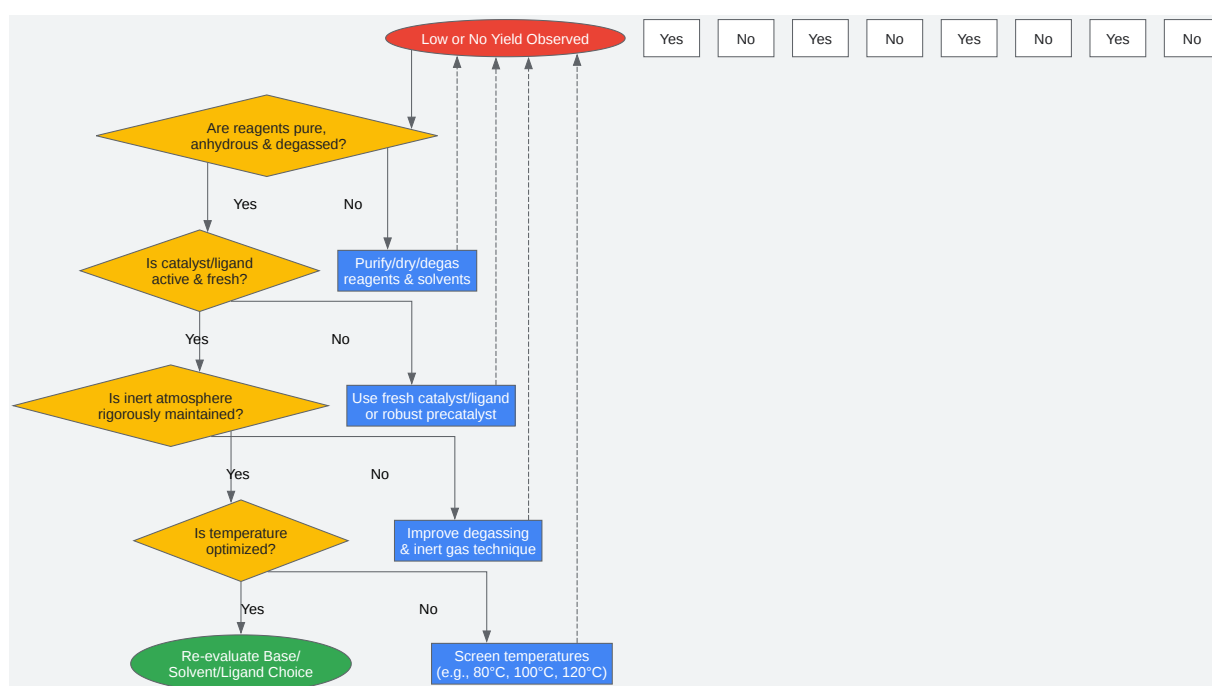 Low or No Yield Observed
Yes
No
Yes
No
Yes
No
Yes
No
Are reagents pure,
anhydrous & degassed?
Yes
No
Is catalyst/ligand
active & fresh?
Purify/dry/degas
reagents & solvents
Yes
No
Is inert atmosphere
rigorously maintained?
Use fresh catalyst/ligand
or robust precatalyst
Yes
No
Is temperature
optimized?
Improve degassing
& inert gas technique
Yes
No
Re-evaluate Base/
Solvent/Ligand Choice
Screen temperatures
(e.g., 80°C, 100°C, 120°C)